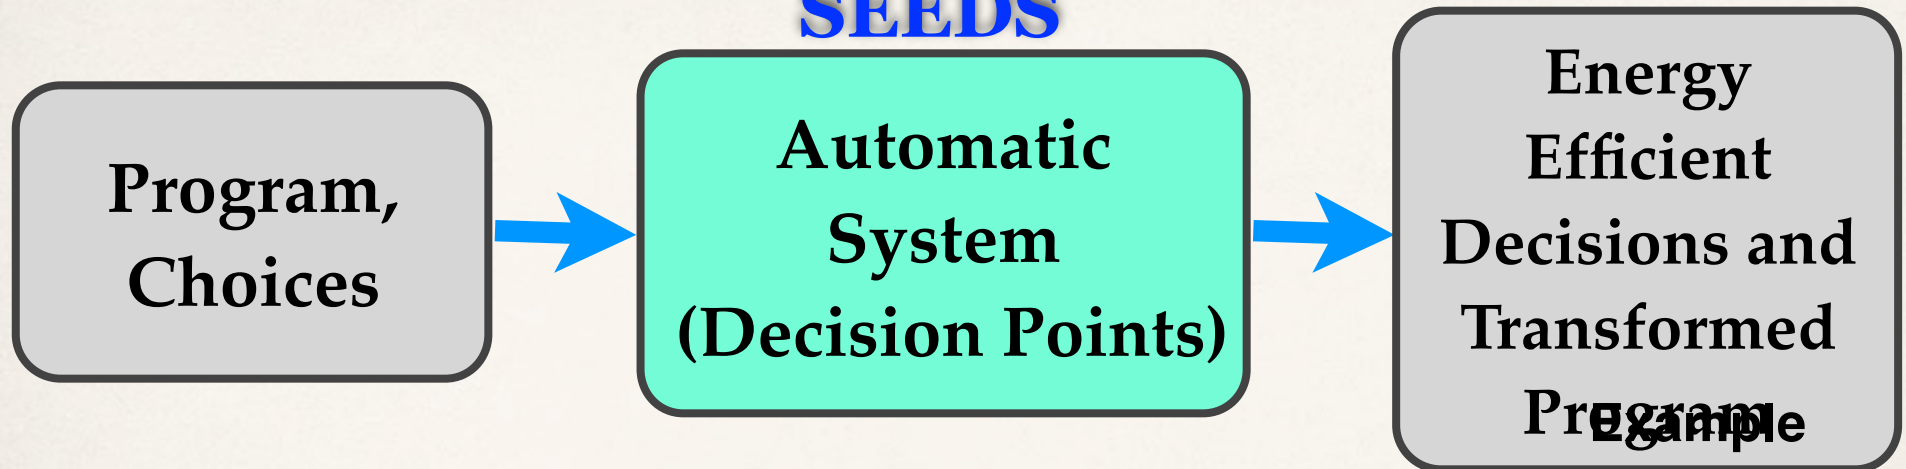 SEEDS
Program,
Choices
Automatic
System
(Decision Points)
Energy
Efficient
Decisions and
Transformed
Program
Example